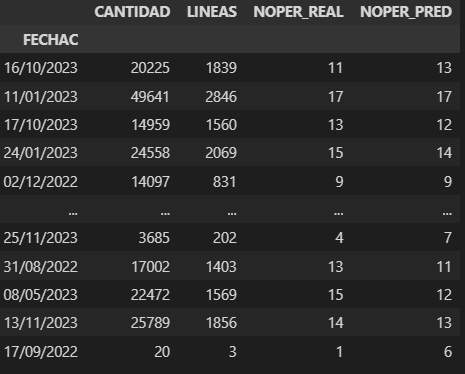 CANTIDAD LINEAS NOPER_REAL NOPER_PRED
FECHAC
16/10/2023 20225 1839 11 13
11/01/2023 49641 2846 17 17
17/10/2023 14959 1560 13 12
24/01/2023 24558 2069 15 14
02/12/2022 14097 831 9 9
... ... ... ... ...
25/11/2023 3685 202 4 7
31/08/2022 17002 1403 13 11
08/05/2023 22472 1569 15 12
13/11/2023 25789 1856 14 13
17/09/2022 20 3 1 6